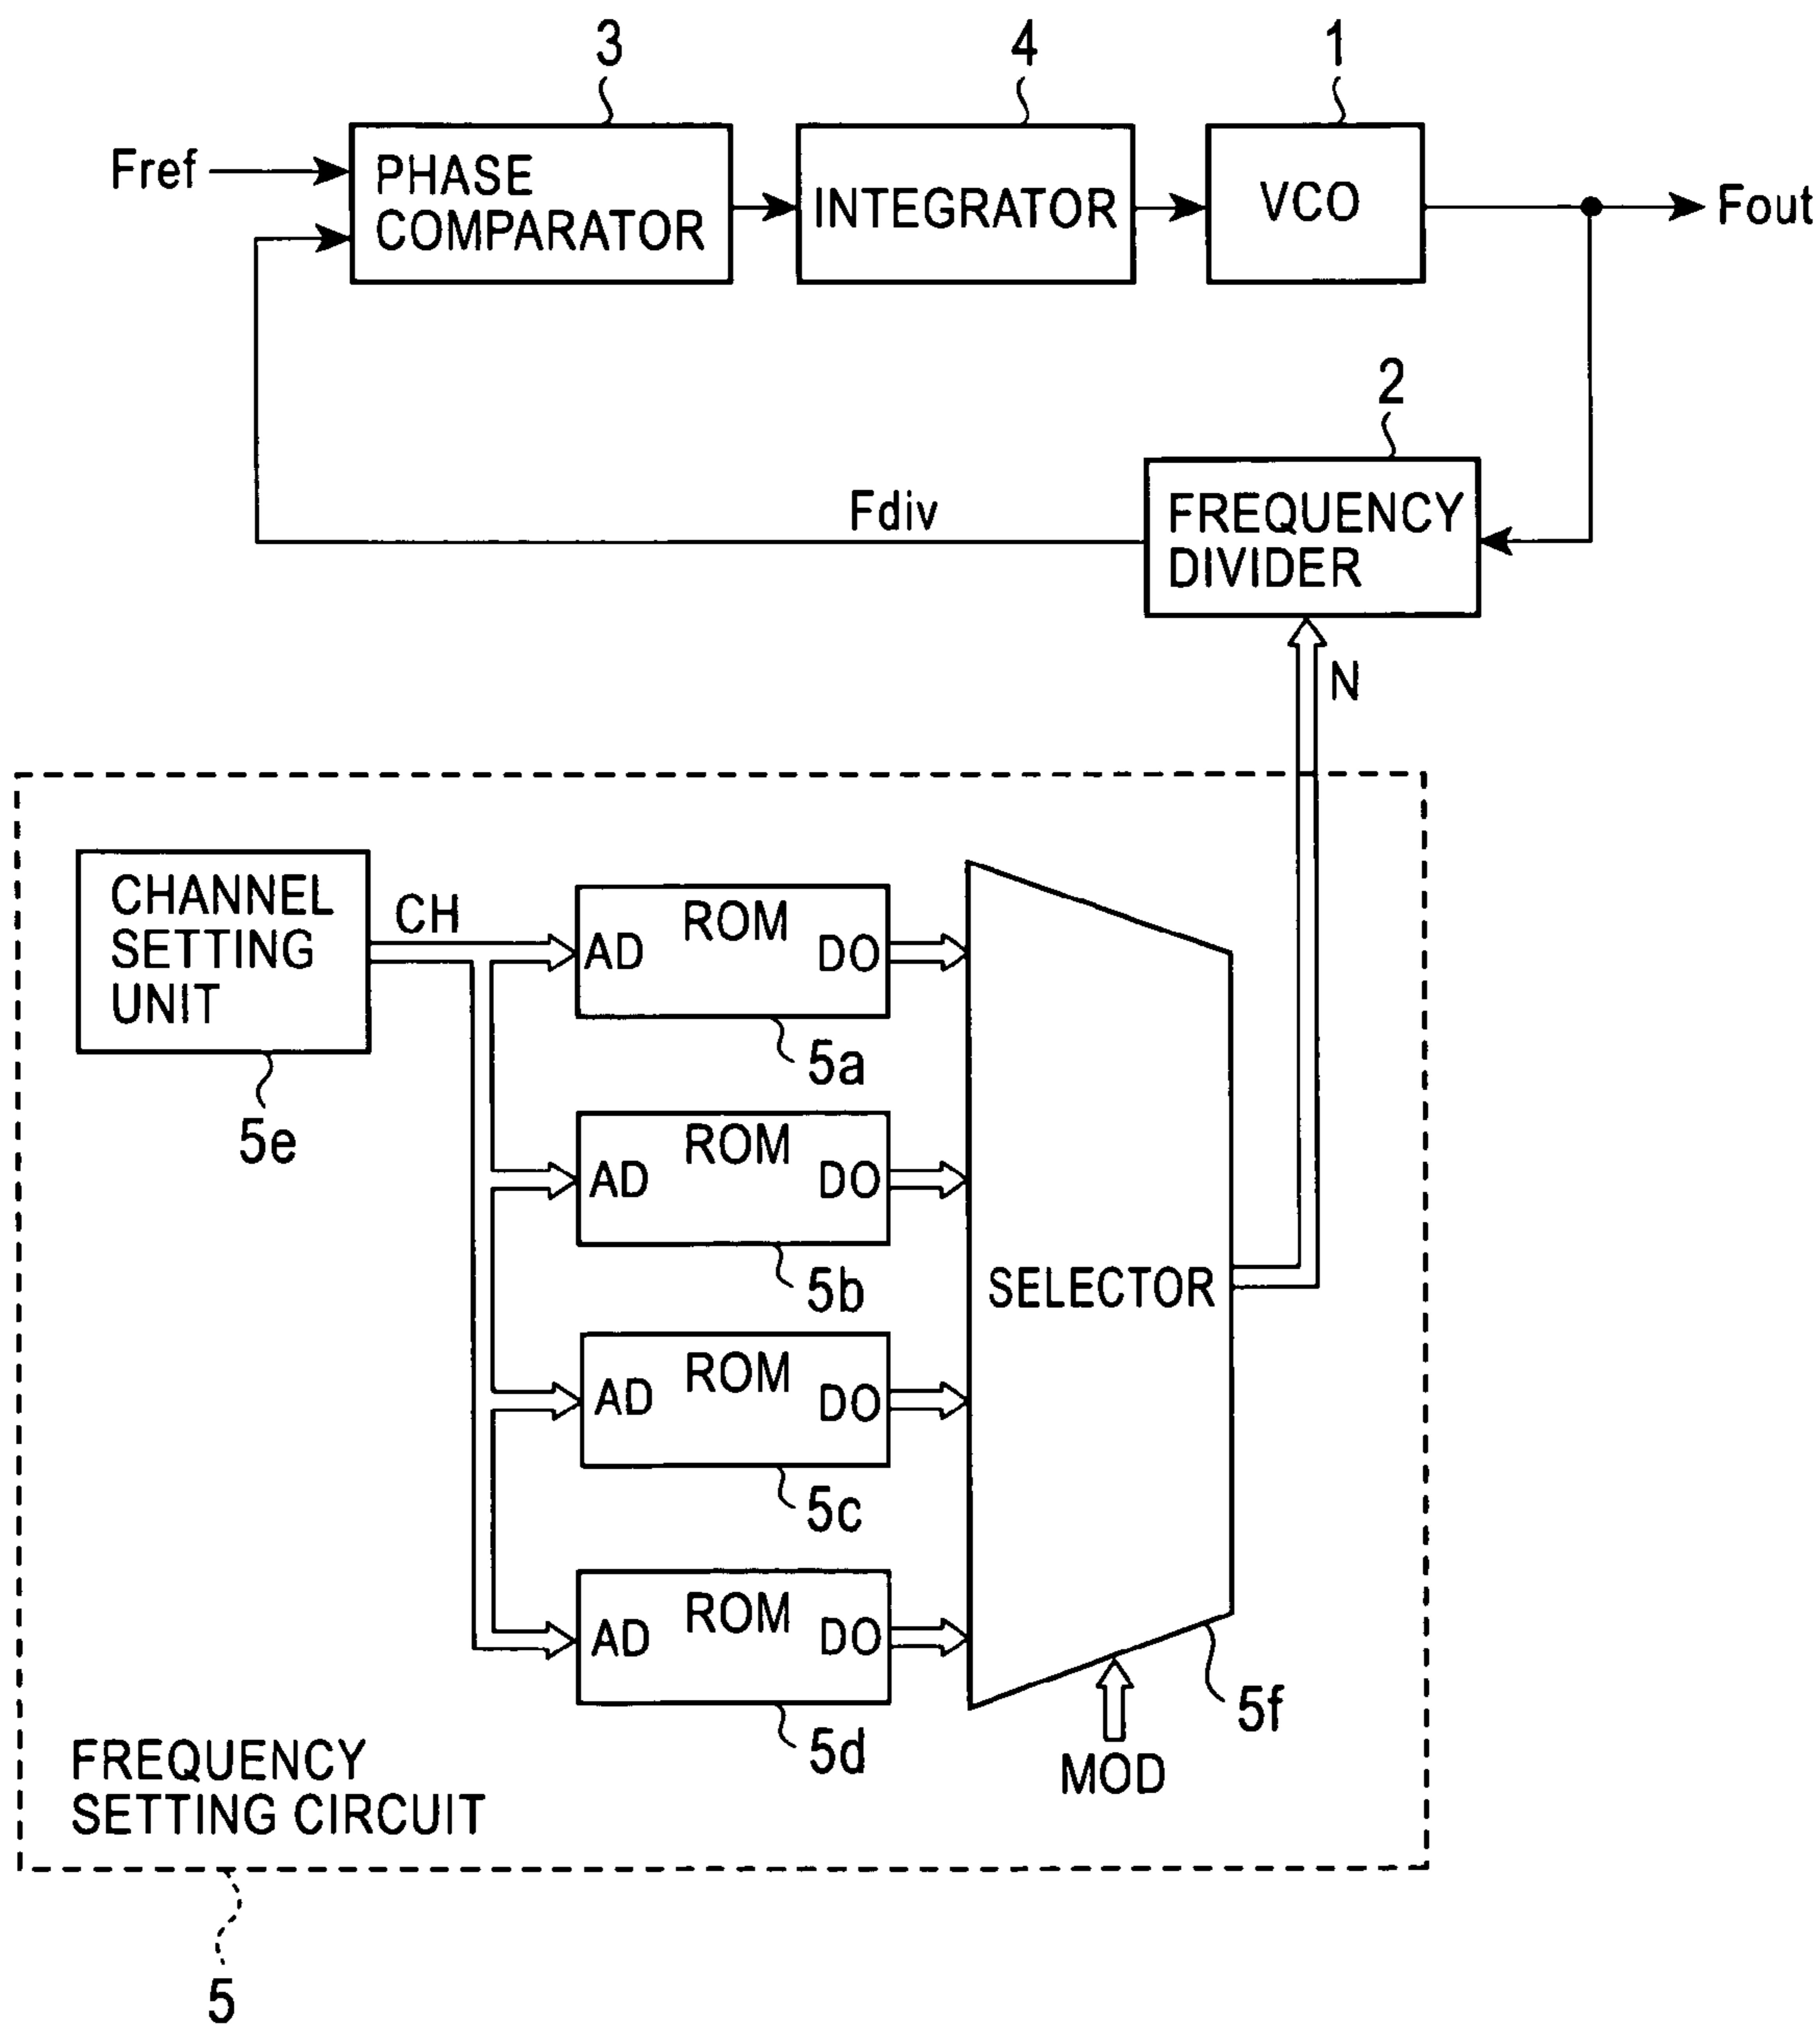 3
4
1
Fref
PHASE
COMPARATOR
INTEGRATOR
VCO
Fout
2
Fdiv
FREQUENCY
DIVIDER
N
CHANNEL
SETTING
UNIT
CH
5e
ROM
AD
DO
5a
ROM
AD
DO
5b
SELECTOR
ROM
AD
DO
5c
ROM
AD
DO
5d
5f
MOD
FREQUENCY
SETTING CIRCUIT
5